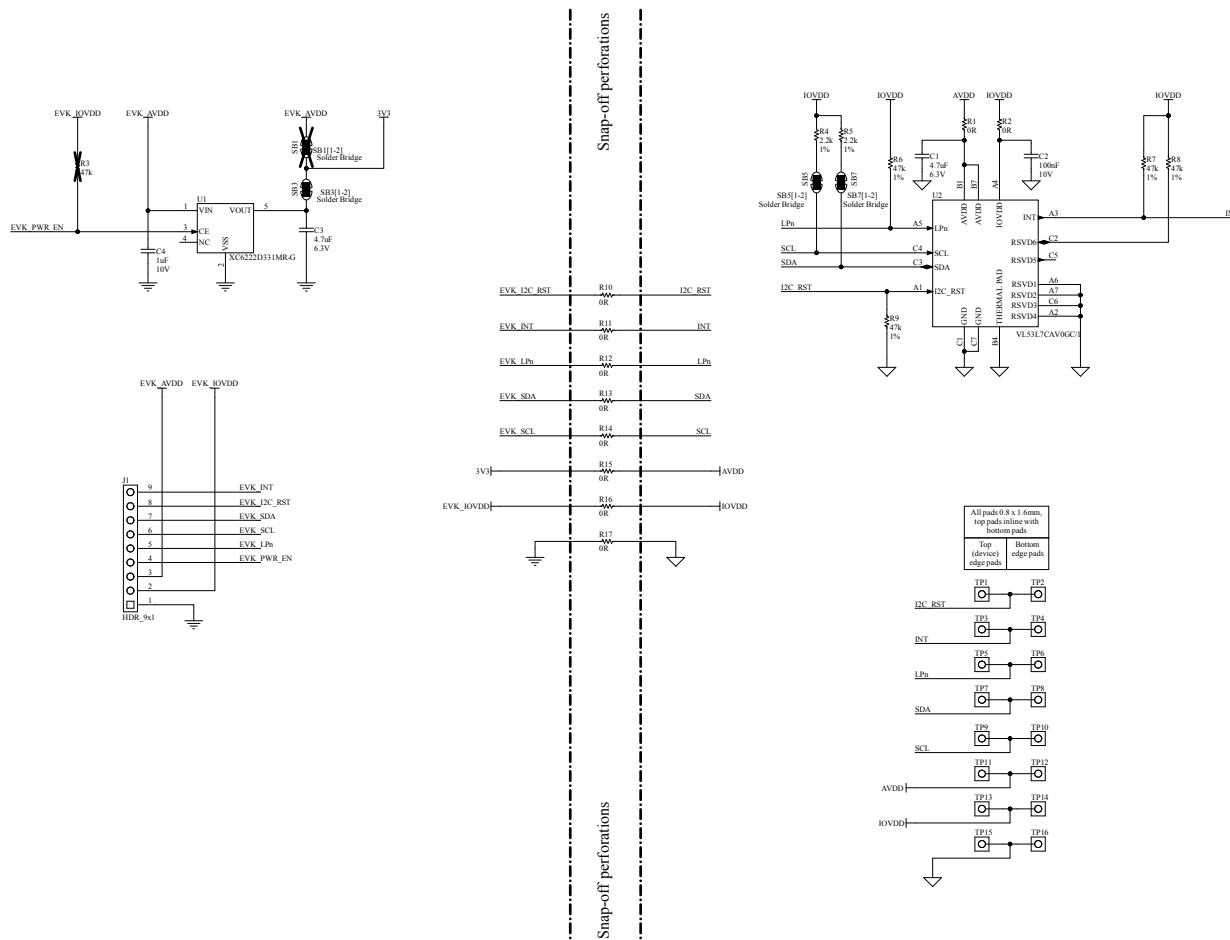 Snap-off perforations
EVK_IOVDD
R3
47k
EVK_PWR_EN
EVK_AVDD
C4
1uF
10V
U1
1
VIN
VOUT
5
3
CE
4
NC
VSS
2
XC6222D331MR-G
EVK_AVDD
3V3
SB1
SB1[1-2]
Solder Bridge
SB3
SB3[1-2]
Solder Bridge
C3
4.7uF
6.3V
EVK_AVDD
EVK_IOVDD
J1
9
EVK_INT
8
EVK_I2C_RST
7
EVK_SDA
6
EVK_SCL
5
EVK_LPn
4
EVK_PWR_EN
3
2
1
HDR_9x1
EVK_I2C_RST
R10
0R
I2C_RST
EVK_INT
R11
0R
INT
EVK_LPn
R12
0R
LPn
EVK_SDA
R13
0R
SDA
EVK_SCL
R14
0R
SCL
3V3
R15
0R
AVDD
EVK_IOVDD
R16
0R
IOVDD
R17
0R
Snap-off perforations
IOVDD
R4
2.2k
1%
R5
2.2k
1%
SB5
SB5[1-2]
Solder Bridge
SB7
SB7[1-2]
Solder Bridge
IOVDD
R6
47k
1%
AVDD
R1
0R
C1
4.7uF
6.3V
IOVDD
R2
0R
C2
100nF
10V
IOVDD
R7
47k
1%
R8
47k
1%
U2
B1
B7
A4
AVDD
AVDD
IOVDD
LPn
A5
LPn
SCL
C4
SCL
SDA
C3
SDA
I2C_RST
A1
I2C_RST
R9
47k
1%
INT
A3
RSVD6
C2
RSVD5
C5
RSVD1
A6
RSVD2
A7
RSVD3
C6
RSVD4
A2
GND
GND
THERMAL PAD
C1
C7
B4
VL53L7CAV0GC/1
All pads 0.8 x 1.6mm,
top pads inline with
bottom pads
Top
(device)
edge pads
Bottom
edge pads
TP1
TP2
I2C_RST
TP3
TP4
INT
TP5
TP6
LPn
TP7
TP8
SDA
TP9
TP10
SCL
TP11
TP12
AVDD
TP13
TP14
IOVDD
TP15
TP16